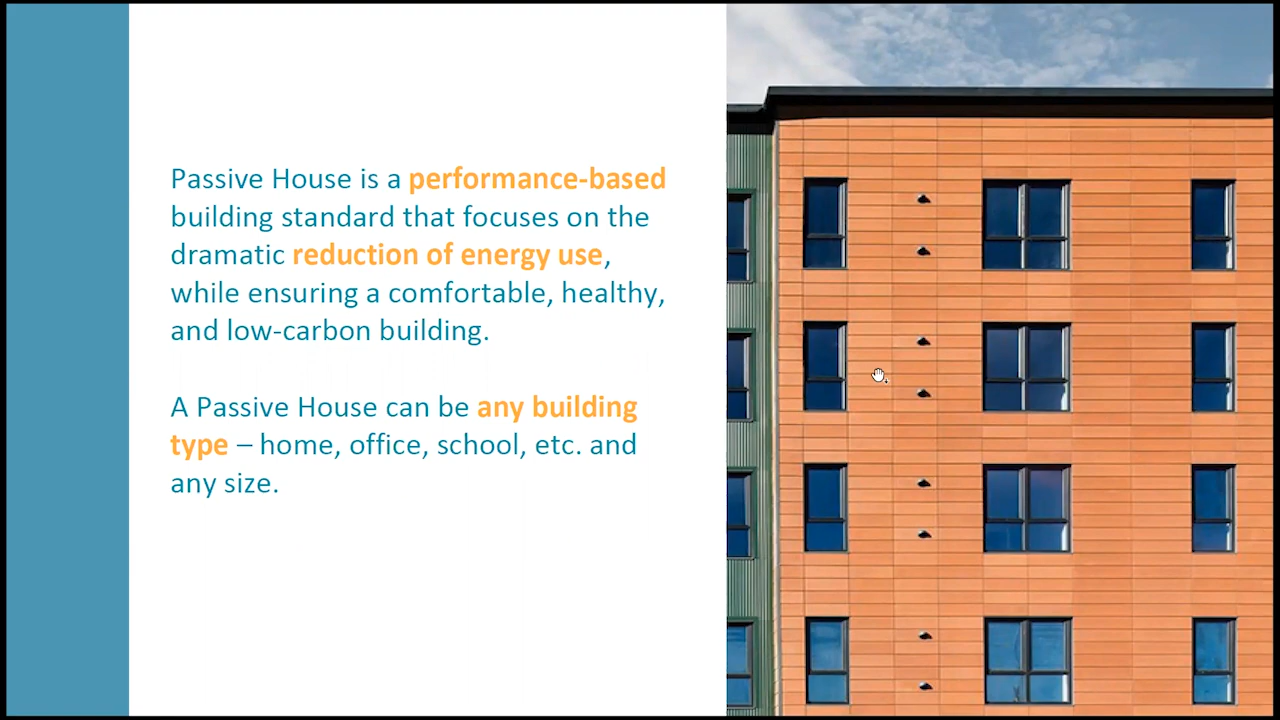 Passive House is a performance-based
building standard that focuses on the
dramatic reduction of energy use,
while ensuring a comfortable, healthy,
and low-carbon building.
A Passive House can be any building
type – home, office, school, etc. and
any size.